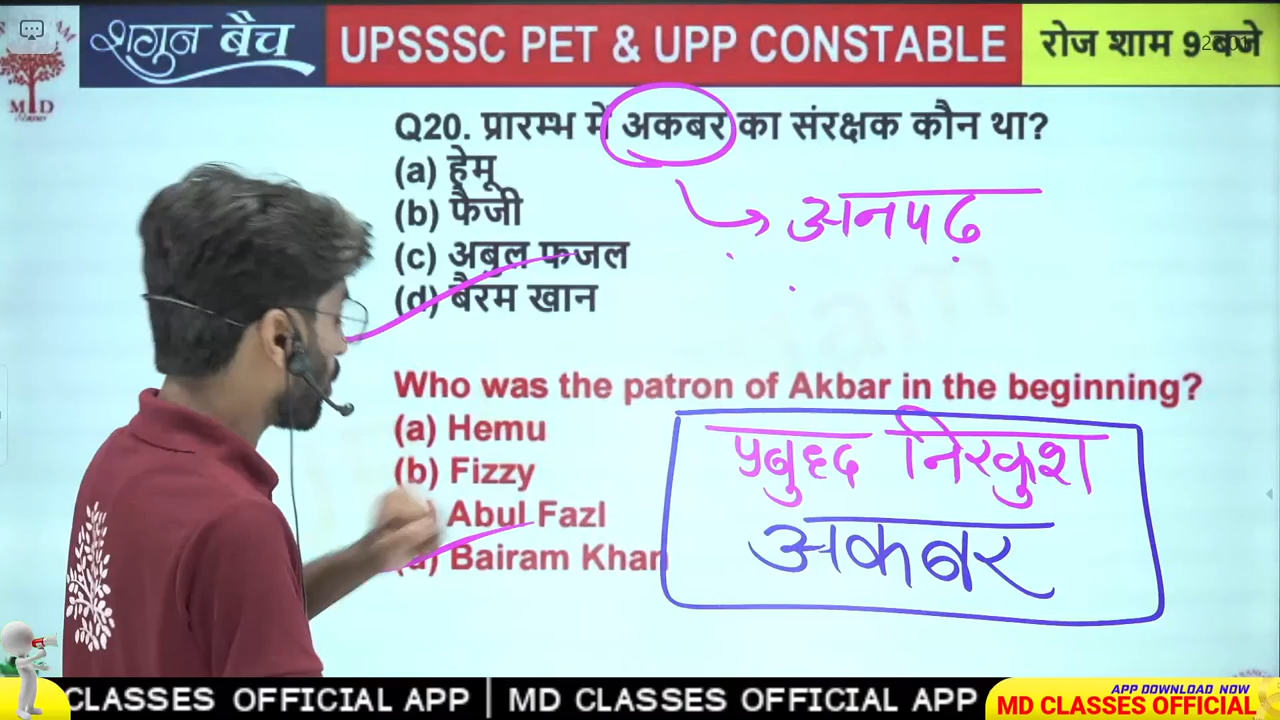 शगुन बैच
UPSSSC PET & UPP CONSTABLE
रोज शाम 9 बजे
MD
Q20. प्रारम्भ में अकबर का संरक्षक कौन था?
(a) हेमू
(b) फैजी
(c) अबुल फजल
(d) बैरम खान
अनपढ़
Who was the patron of Akbar in the beginning?
(a) Hemu
(b) Fizzy
Abul Fazl
(d) Bairam Khan
प्रबुद्ध निरकुश
अकबर
CLASSES OFFICIAL APP | MD CLASSES OFFICIAL APP
APP DOWNLOAD NOW
MD CLASSES OFFICIAL